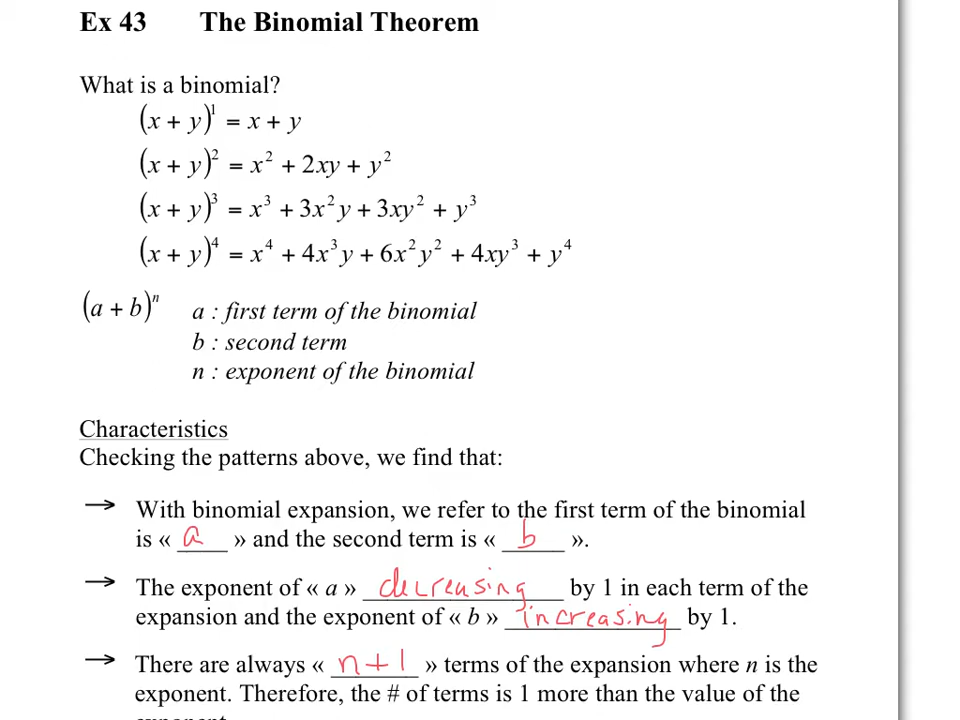 Ex 43 The Binomial Theorem
What is a binomial?
(x + y)¹ = x + y
(x + y)² = x² + 2xy + y²
(x + y)³ = x³ + 3x²y + 3xy² + y³
(x + y)⁴ = x⁴ + 4x³y + 6x²y² + 4xy³ + y⁴
(a + b)ⁿ a : first term of the binomial
b : second term
n : exponent of the binomial
Characteristics
Checking the patterns above, we find that:
→ With binomial expansion, we refer to the first term of the binomial
is « a » and the second term is « b ».
→ The exponent of « a » decreasing by 1 in each term of the
expansion and the exponent of « b » increasing by 1.
→ There are always « n+1 » terms of the expansion where n is the
exponent. Therefore, the # of terms is 1 more than the value of the